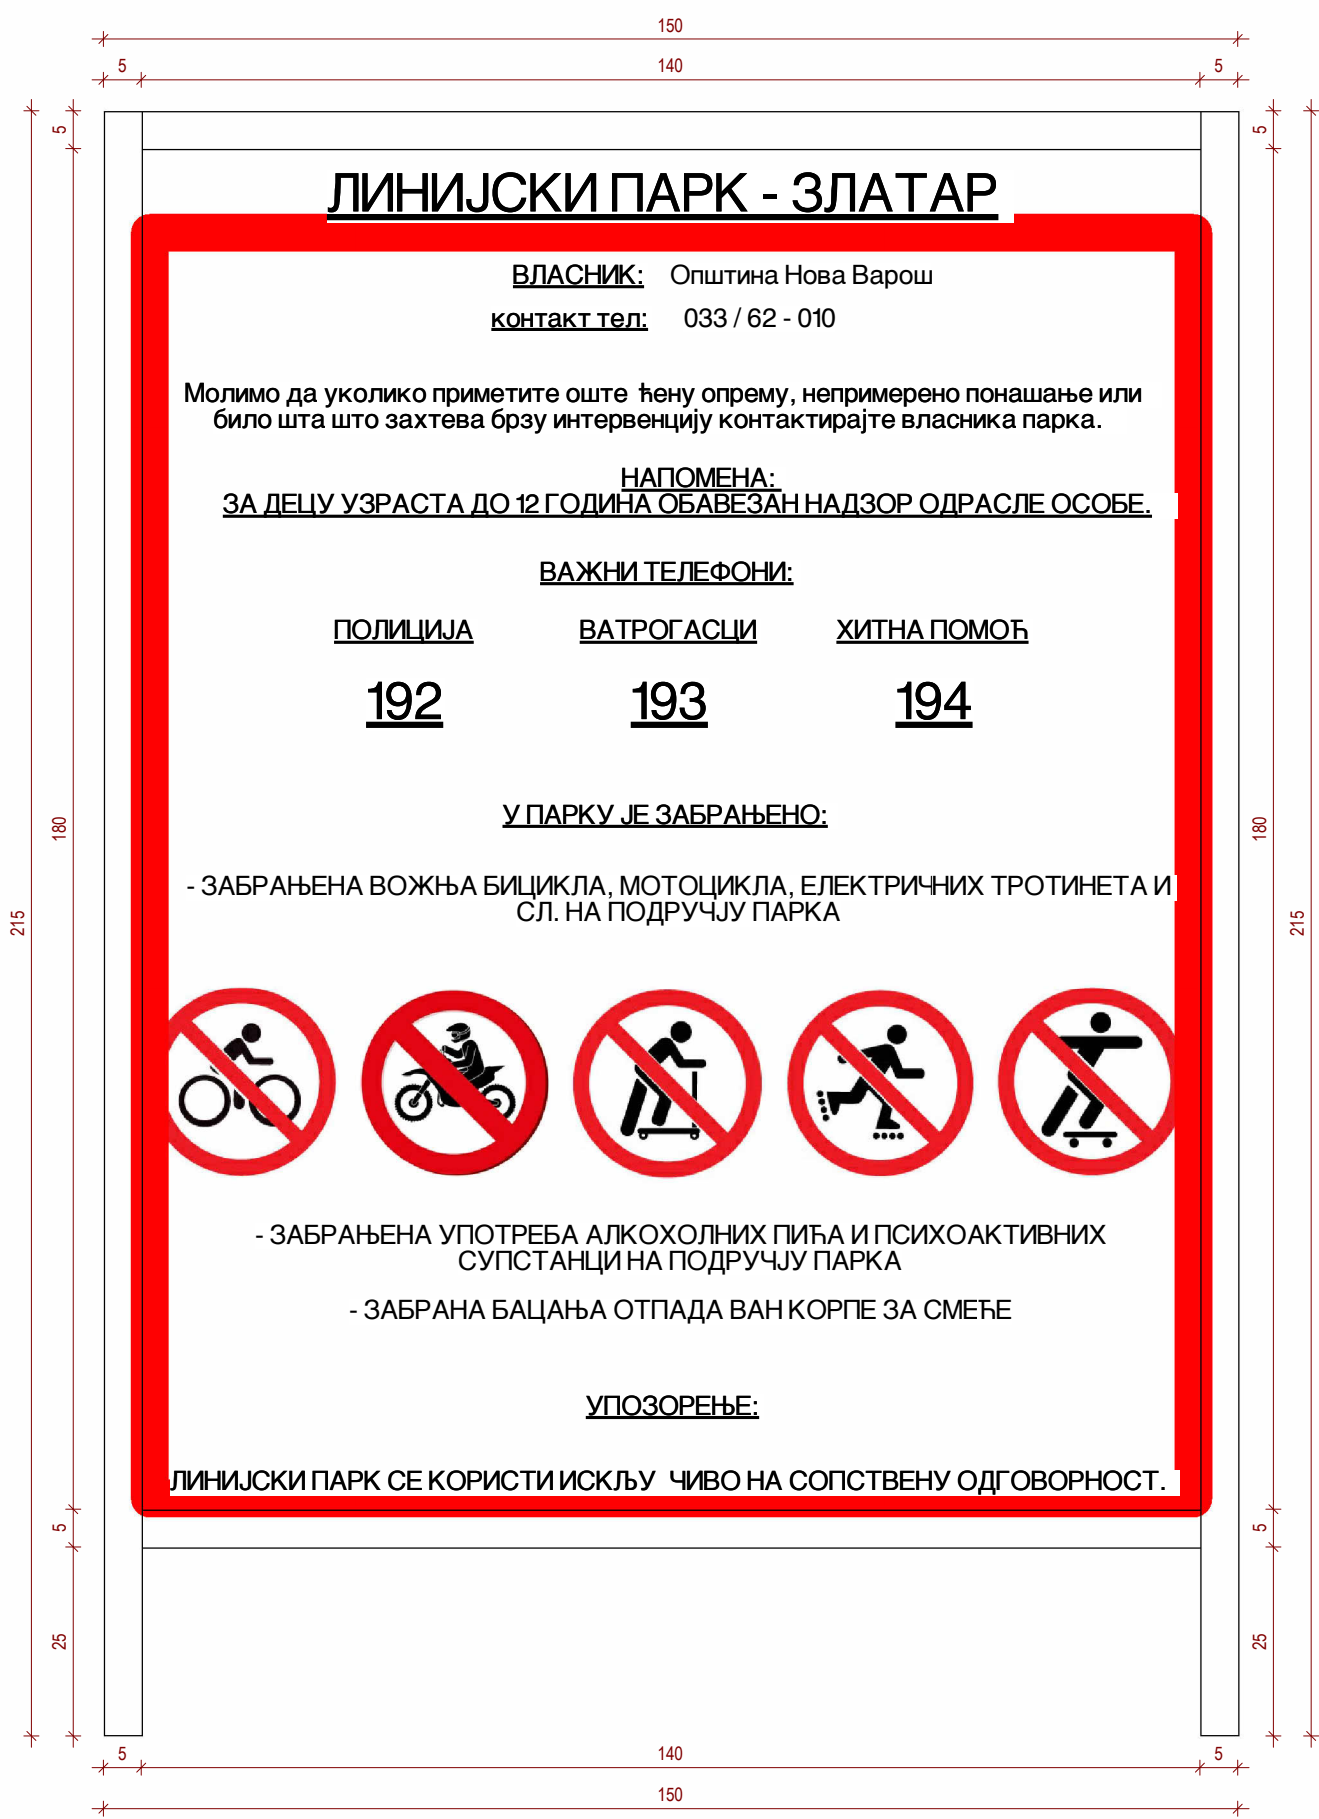 150
5 140 5
5 5
ЛИНИЈСКИ ПАРК - ЗЛАТАР
ВЛАСНИК: Општина Нова Варош
контакт тел: 033 / 62 - 010
Молимо да уколико приметите оште ћену опрему, непримерено понашање или
било шта што захтева брзу интервенцију контактирајте власника парка.
НАПОМЕНА:
ЗА ДЕЦУ УЗРАСТА ДО 12 ГОДИНА ОБАВЕЗАН НАДЗОР ОДРАСЛЕ ОСОБЕ.
ВАЖНИ ТЕЛЕФОНИ:
ПОЛИЦИЈА ВАТРОГАСЦИ ХИТНА ПОМОЋ
192 193 194
У ПАРКУ ЈЕ ЗАБРАЊЕНО:
180 180
- ЗАБРАЊЕНА ВОЖЊА БИЦИКЛА, МОТОЦИКЛА, ЕЛЕКТРИЧНИХ ТРОТИНЕТА И
СЛ. НА ПОДРУЧЈУ ПАРКА
215 215
- ЗАБРАЊЕНА УПОТРЕБА АЛКОХОЛНИХ ПИЋА И ПСИХОАКТИВНИХ
СУПСТАНЦИ НА ПОДРУЧЈУ ПАРКА
- ЗАБРАНА БАЦАЊА ОТПАДА ВАН КОРПЕ ЗА СМЕЋЕ
УПОЗОРЕЊЕ:
ЛИНИЈСКИ ПАРК СЕ КОРИСТИ ИСКЉУ ЧИВО НА СОПСТВЕНУ ОДГОВОРНОСТ.
5 5
25 25
5 140 5
150